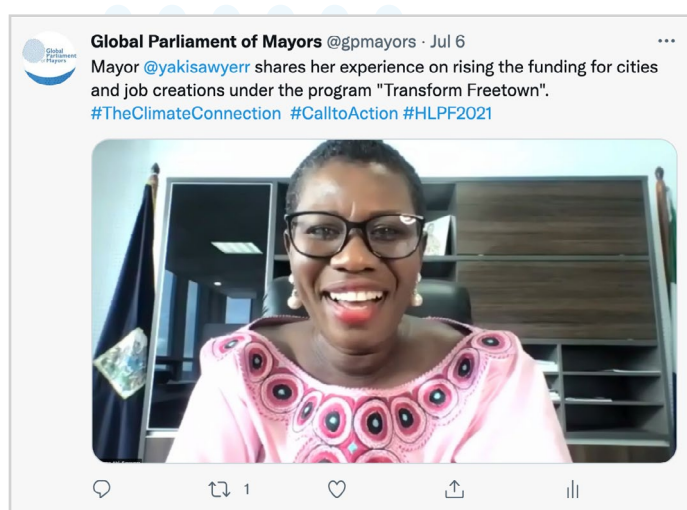 Global Parliament of Mayors @gpmayors · Jul 6
Global
Parliament
of Mayors
Mayor @yakisawyerr shares her experience on rising the funding for cities
and job creations under the program "Transform Freetown".
#TheClimateConnection #CalltoAction #HLPF2021
1